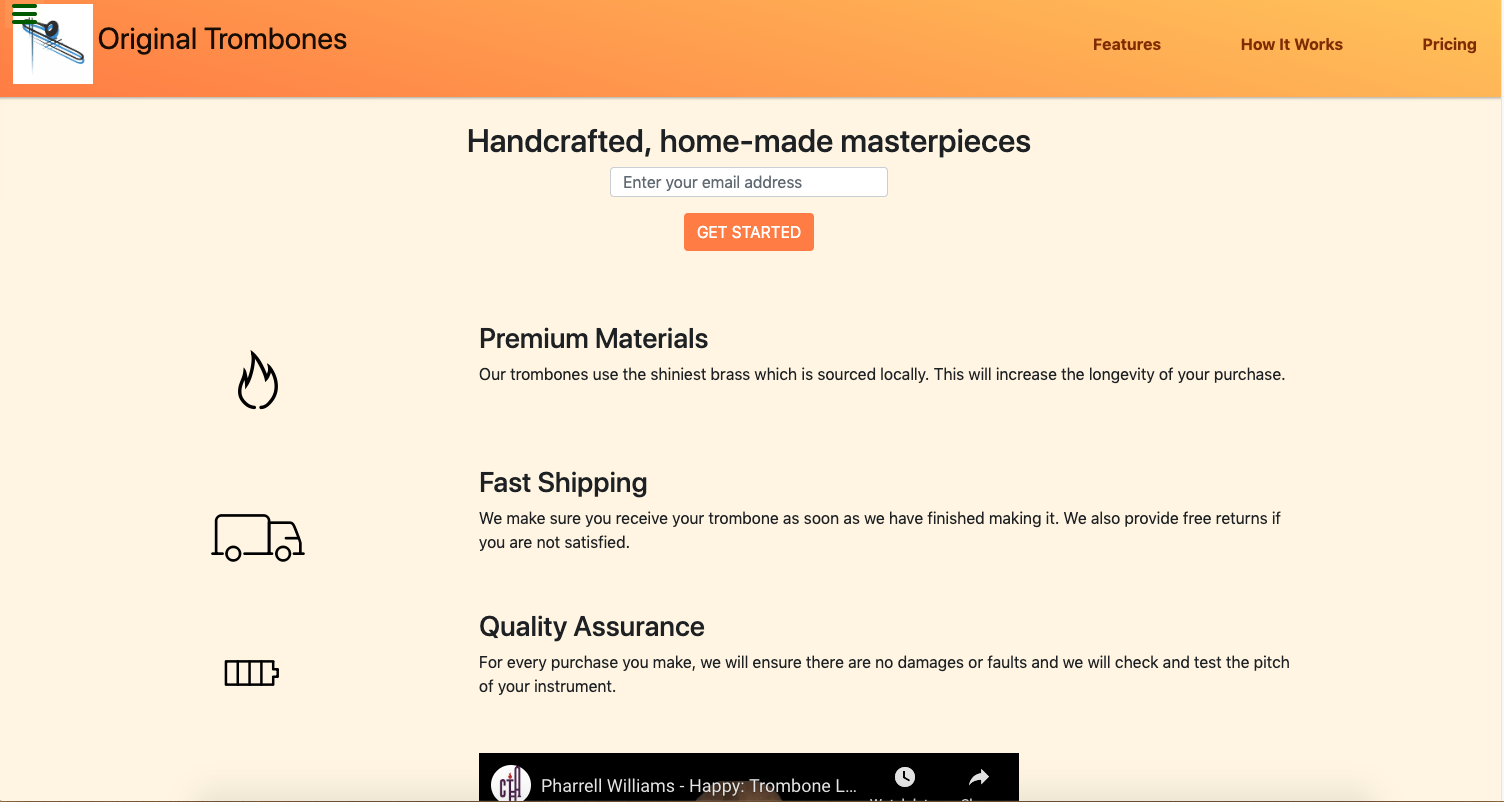 Original Trombones
Features
How It Works
Pricing
Handcrafted, home-made masterpieces
Enter your email address
GET STARTED
Premium Materials
Our trombones use the shiniest brass which is sourced locally. This will increase the longevity of your purchase.
Fast Shipping
We make sure you receive your trombone as soon as we have finished making it. We also provide free returns if
you are not satisfied.
Quality Assurance
For every purchase you make, we will ensure there are no damages or faults and we will check and test the pitch
of your instrument.
Pharrell Williams - Happy: Trombone L...